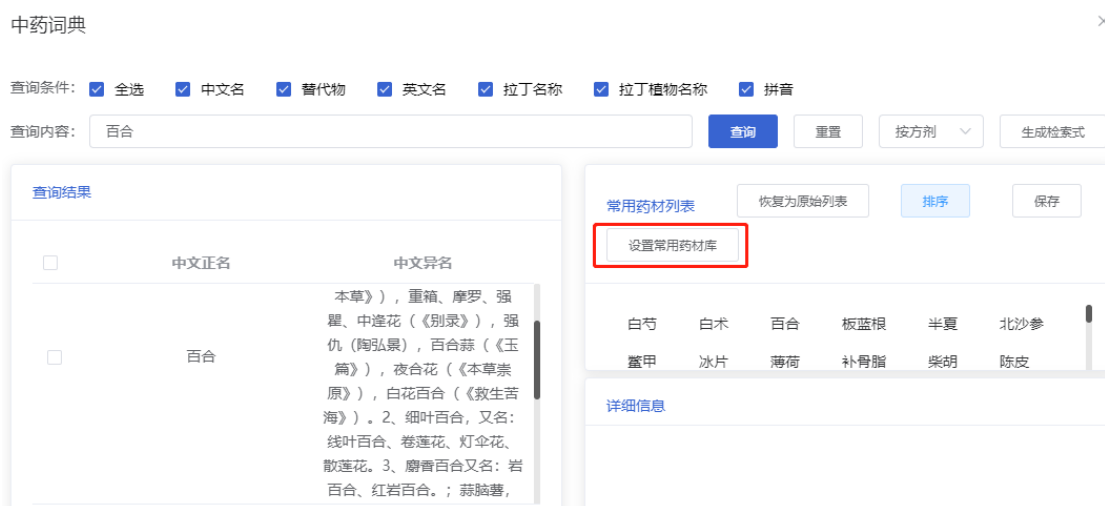 中药词典
查询条件： 全选 中文名 替代物 英文名 拉丁名称 拉丁植物名称 拼音
查询内容： 百合 查询 重置 按方剂 生成检索式
查询结果
中文正名 中文异名
百合
本草》），重箱、摩罗、强
瞿、中逢花（《别录》），强
仇（陶弘景），百合蒜（《玉
篇》），夜合花（《本草崇
原》），白花百合（《救生苦
海》）。2、细叶百合，又名：
线叶百合、卷莲花、灯伞花、
散莲花。3、麝香百合又名：岩
百合、红岩百合。；蒜脑薯，
常用药材列表 恢复为原始列表 排序 保存
设置常用药材库
白芍 白术 百合 板蓝根 半夏 北沙参
鳖甲 冰片 薄荷 补骨脂 柴胡 陈皮
详细信息